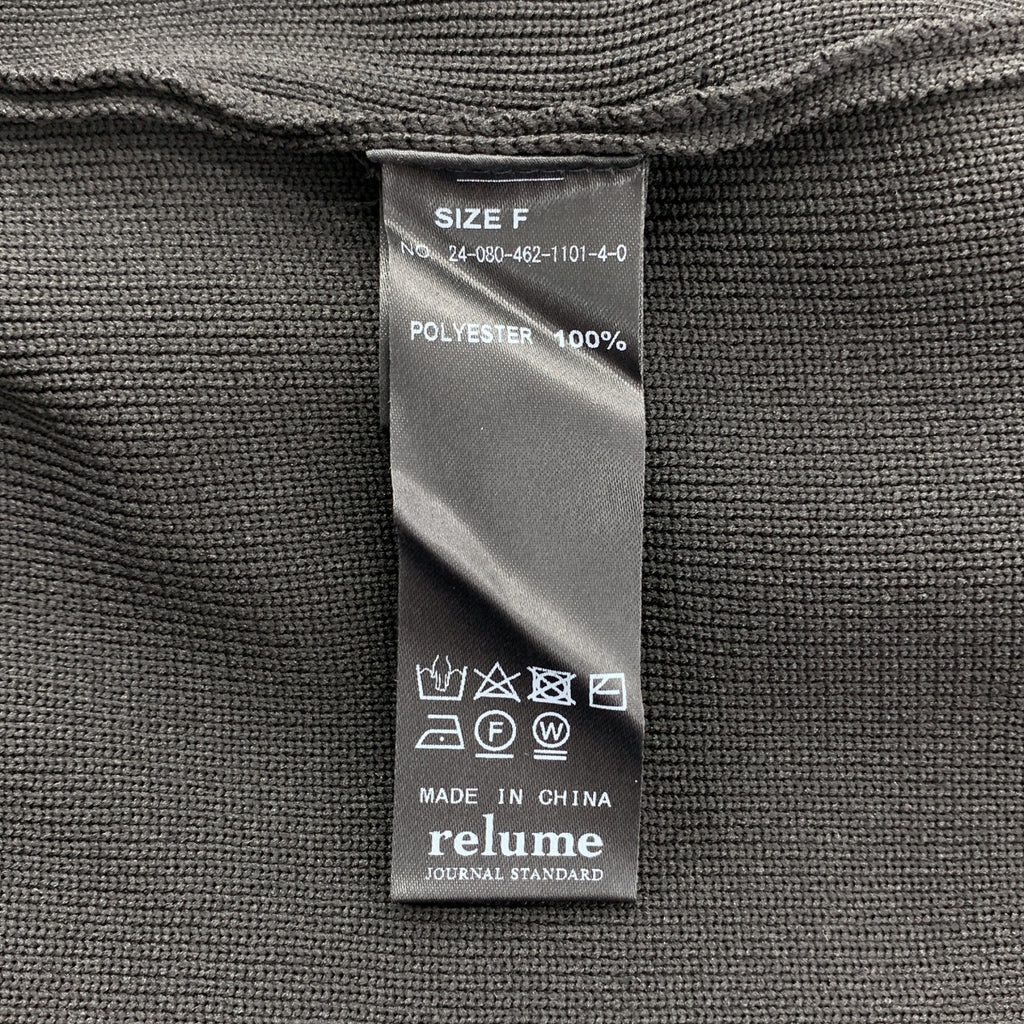 SIZE F
NO 24-080-462-1101-4-0
POLYESTER 100%
F W
MADE IN CHINA
relume
JOURNAL STANDARD